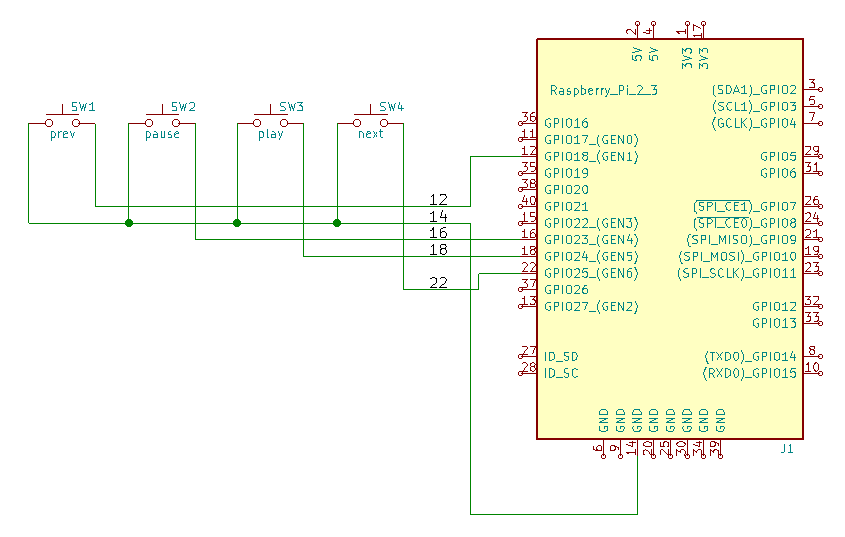 SW1
prev
SW2
pause
SW3
play
SW4
next
12
14
16
18
22
Raspberry_Pi_2_3
2 5V
4 5V
1 3V3
17 3V3
36 GPIO16
11 GPIO17_(GEN0)
12 GPIO18_(GEN1)
35 GPIO19
38 GPIO20
40 GPIO21
15 GPIO22_(GEN3)
16 GPIO23_(GEN4)
18 GPIO24_(GEN5)
22 GPIO25_(GEN6)
37 GPIO26
13 GPIO27_(GEN2)
27 ID_SD
28 ID_SC
(SDA1)_GPIO2 3
(SCL1)_GPIO3 5
(GCLK)_GPIO4 7
GPIO5 29
GPIO6 31
(SPI_CE1)_GPIO7 26
(SPI_CE0)_GPIO8 24
(SPI_MISO)_GPIO9 21
(SPI_MOSI)_GPIO10 19
(SPI_SCLK)_GPIO11 23
GPIO12 32
GPIO13 33
(TXD0)_GPIO14 8
(RXD0)_GPIO15 10
6 GND
9 GND
14 GND
20 GND
25 GND
30 GND
34 GND
39 GND
J1